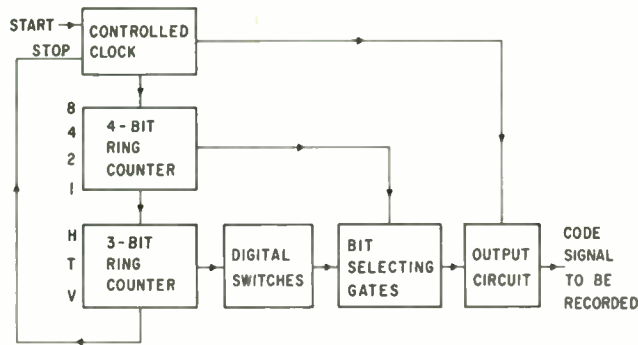 START
CONTROLLED
CLOCK
STOP
8
4
2
1
4-BIT
RING
COUNTER
H
T
V
3-BIT
RING
COUNTER
DIGITAL
SWITCHES
BIT
SELECTING
GATES
OUTPUT
CIRCUIT
CODE
SIGNAL
TO BE
RECORDED